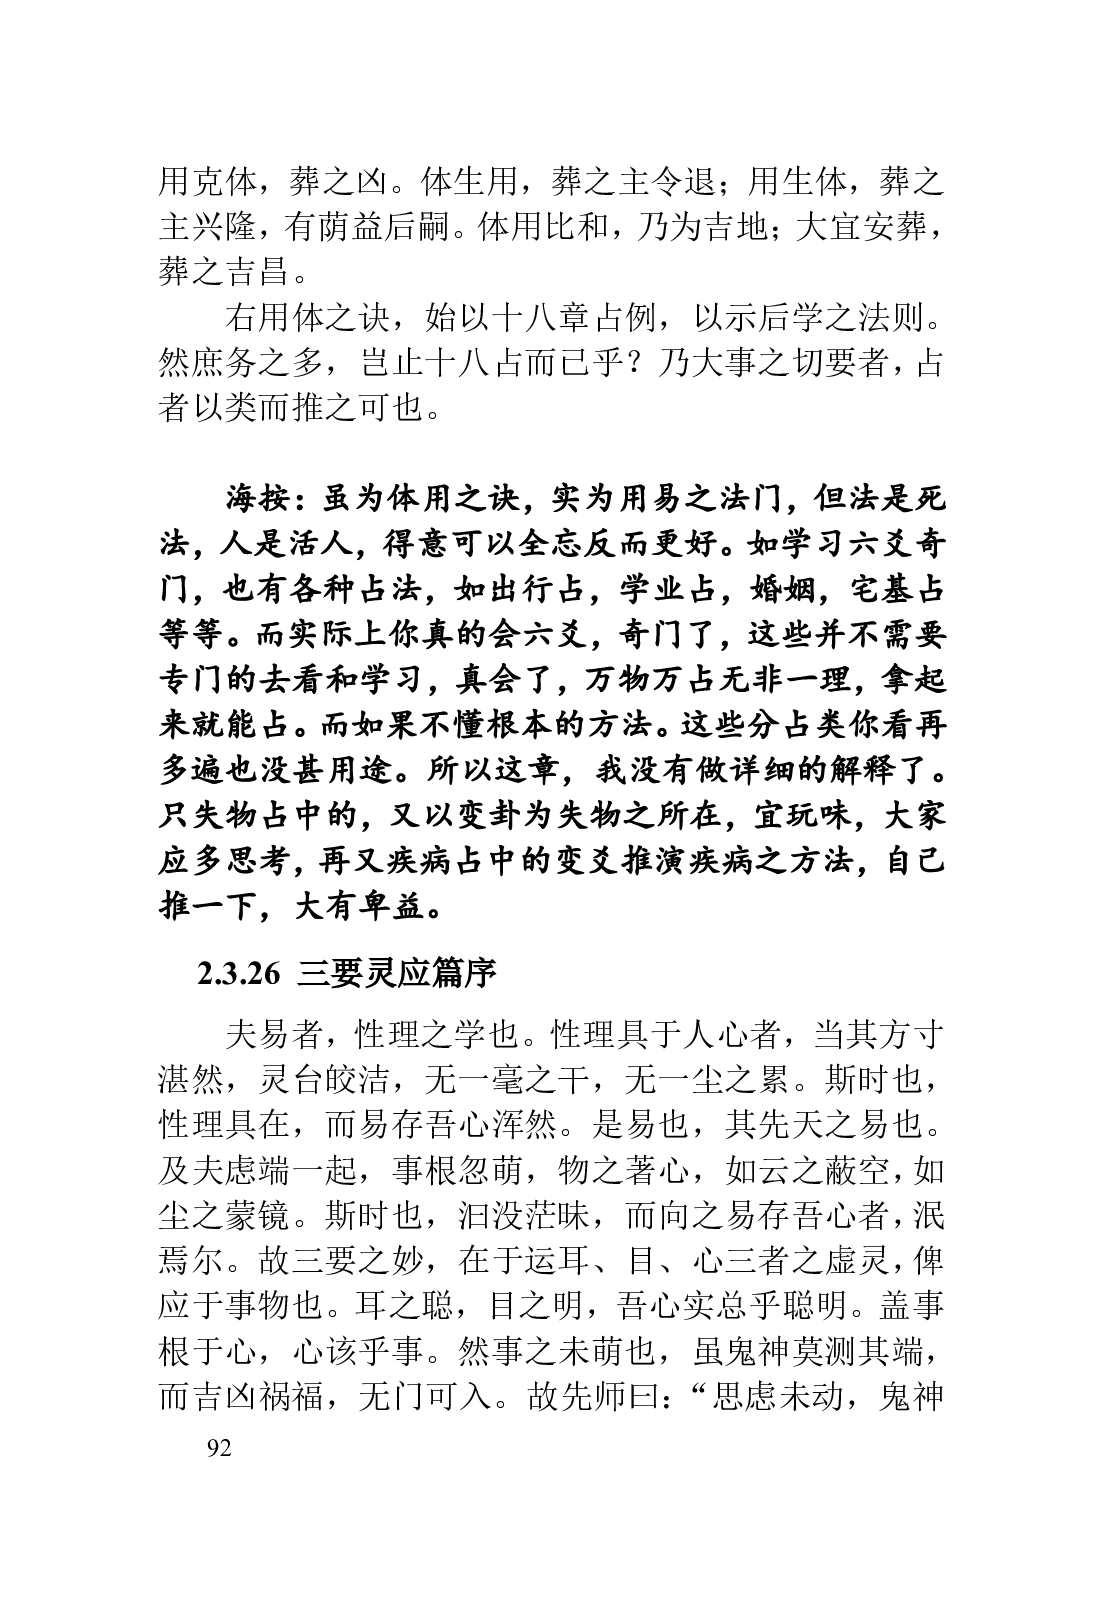 用克体，葬之凶。体生用，葬之主令退；用生体，葬之
主兴隆，有荫益后嗣。体用比和，乃为吉地；大宜安葬，
葬之吉昌。
右用体之诀，始以十八章占例，以示后学之法则。
然庶务之多，岂止十八占而已乎？乃大事之切要者，占
者以类而推之可也。
海按：虽为体用之诀，实为用易之法门，但法是死
法，人是活人，得意可以全忘反而更好。如学习六爻奇
门，也有各种占法，如出行占，学业占，婚姻，宅基占
等等。而实际上你真的会六爻，奇门了，这些并不需要
专门的去看和学习，真会了，万物万占无非一理，拿起
来就能占。而如果不懂根本的方法。这些分占类你看再
多遍也没甚用途。所以这章，我没有做详细的解释了。
只失物占中的，又以变卦为失物之所在，宜玩味，大家
应多思考，再又疾病占中的变爻推演疾病之方法，自己
推一下，大有卑益。
2.3.26 三要灵应篇序
夫易者，性理之学也。性理具于人心者，当其方寸
湛然，灵台皎洁，无一毫之干，无一尘之累。斯时也，
性理具在，而易存吾心浑然。是易也，其先天之易也。
及夫虑端一起，事根忽萌，物之著心，如云之蔽空，如
尘之蒙镜。斯时也，汩没茫昧，而向之易存吾心者，泯
焉尔。故三要之妙，在于运耳、目、心三者之虚灵，俾
应于事物也。耳之聪，目之明，吾心实总乎聪明。盖事
根于心，心该乎事。然事之未萌也，虽鬼神莫测其端，
而吉凶祸福，无门可入。故先师曰：“思虑未动，鬼神
92